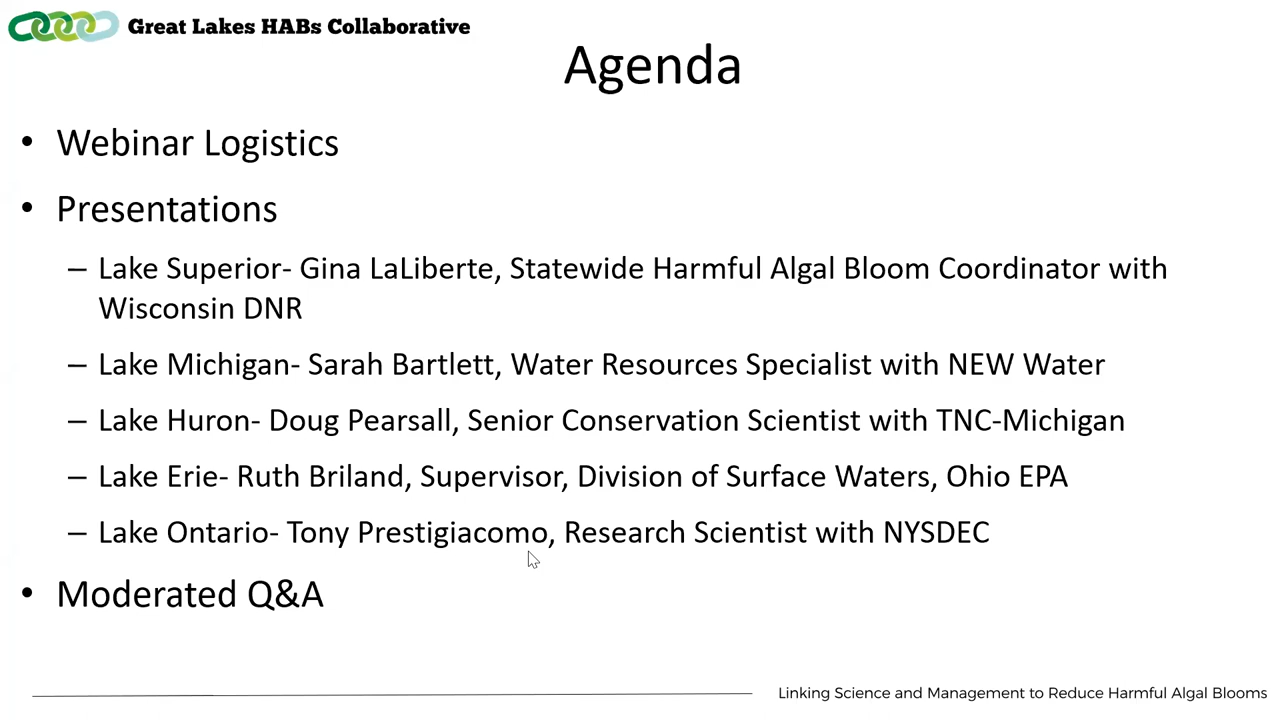 Great Lakes HABs Collaborative
Agenda
• Webinar Logistics
• Presentations
– Lake Superior- Gina LaLiberte, Statewide Harmful Algal Bloom Coordinator with
Wisconsin DNR
– Lake Michigan- Sarah Bartlett, Water Resources Specialist with NEW Water
– Lake Huron- Doug Pearsall, Senior Conservation Scientist with TNC-Michigan
– Lake Erie- Ruth Briland, Supervisor, Division of Surface Waters, Ohio EPA
– Lake Ontario- Tony Prestigiacomo, Research Scientist with NYSDEC
• Moderated Q&A
Linking Science and Management to Reduce Harmful Algal Blooms